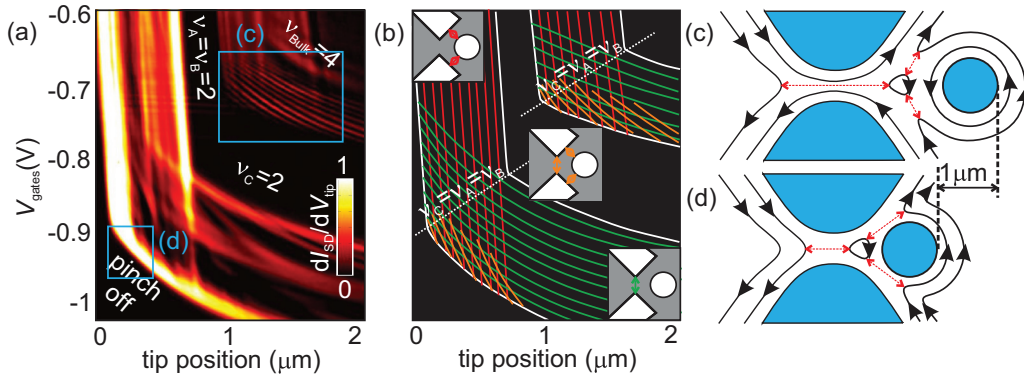 (a)
-0.6
-0.7
-0.8
-0.9
-1
V_gates(V)
ν_A=ν_B=2
(c)
ν_Bulk=4
ν_C=2
1
0
dI_SD/dV_tip
(d)
pinch
off
0
1
2
tip position (μm)
(b)
ν_C=ν_A=ν_B
ν_C=ν_A=ν_B
0
1
2
tip position (μm)
(c)
1μm
(d)